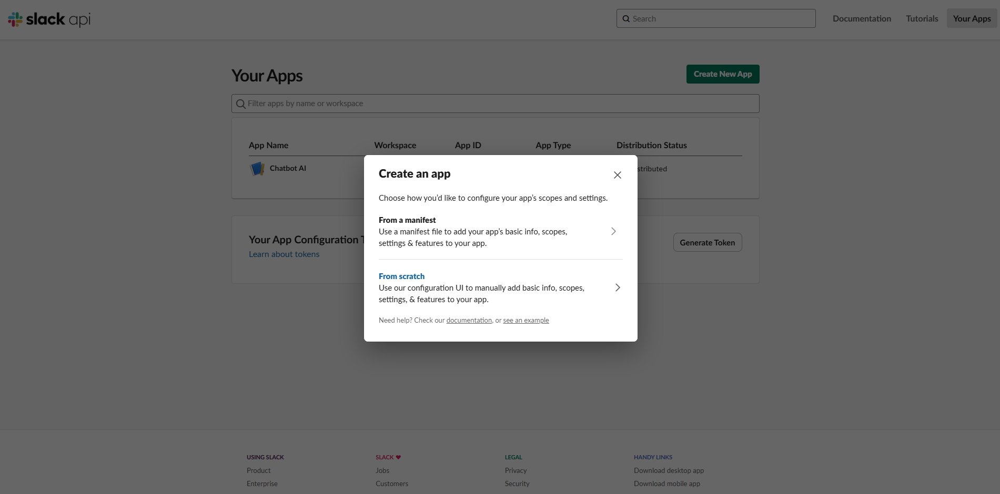 slack api
Search
Documentation
Tutorials
Your Apps
Your Apps
Create New App
Filter apps by name or workspace
App Name
Workspace
App ID
App Type
Distribution Status
Chatbot AI
stributed
Create an app
Choose how you’d like to configure your app’s scopes and settings.
From a manifest
Use a manifest file to add your app’s basic info, scopes,
settings & features to your app.
From scratch
Use our configuration UI to manually add basic info, scopes,
settings, & features to your app.
Need help? Check our documentation, or see an example
Your App Configuration T
Learn about tokens
Generate Token
USING SLACK
Product
Enterprise
SLACK
Jobs
Customers
LEGAL
Privacy
Security
HANDY LINKS
Download desktop app
Download mobile app